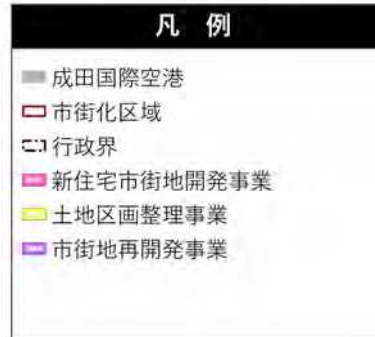 凡 例
成田国際空港
市街化区域
行政界
新住宅市街地開発事業
土地区画整理事業
市街地再開発事業